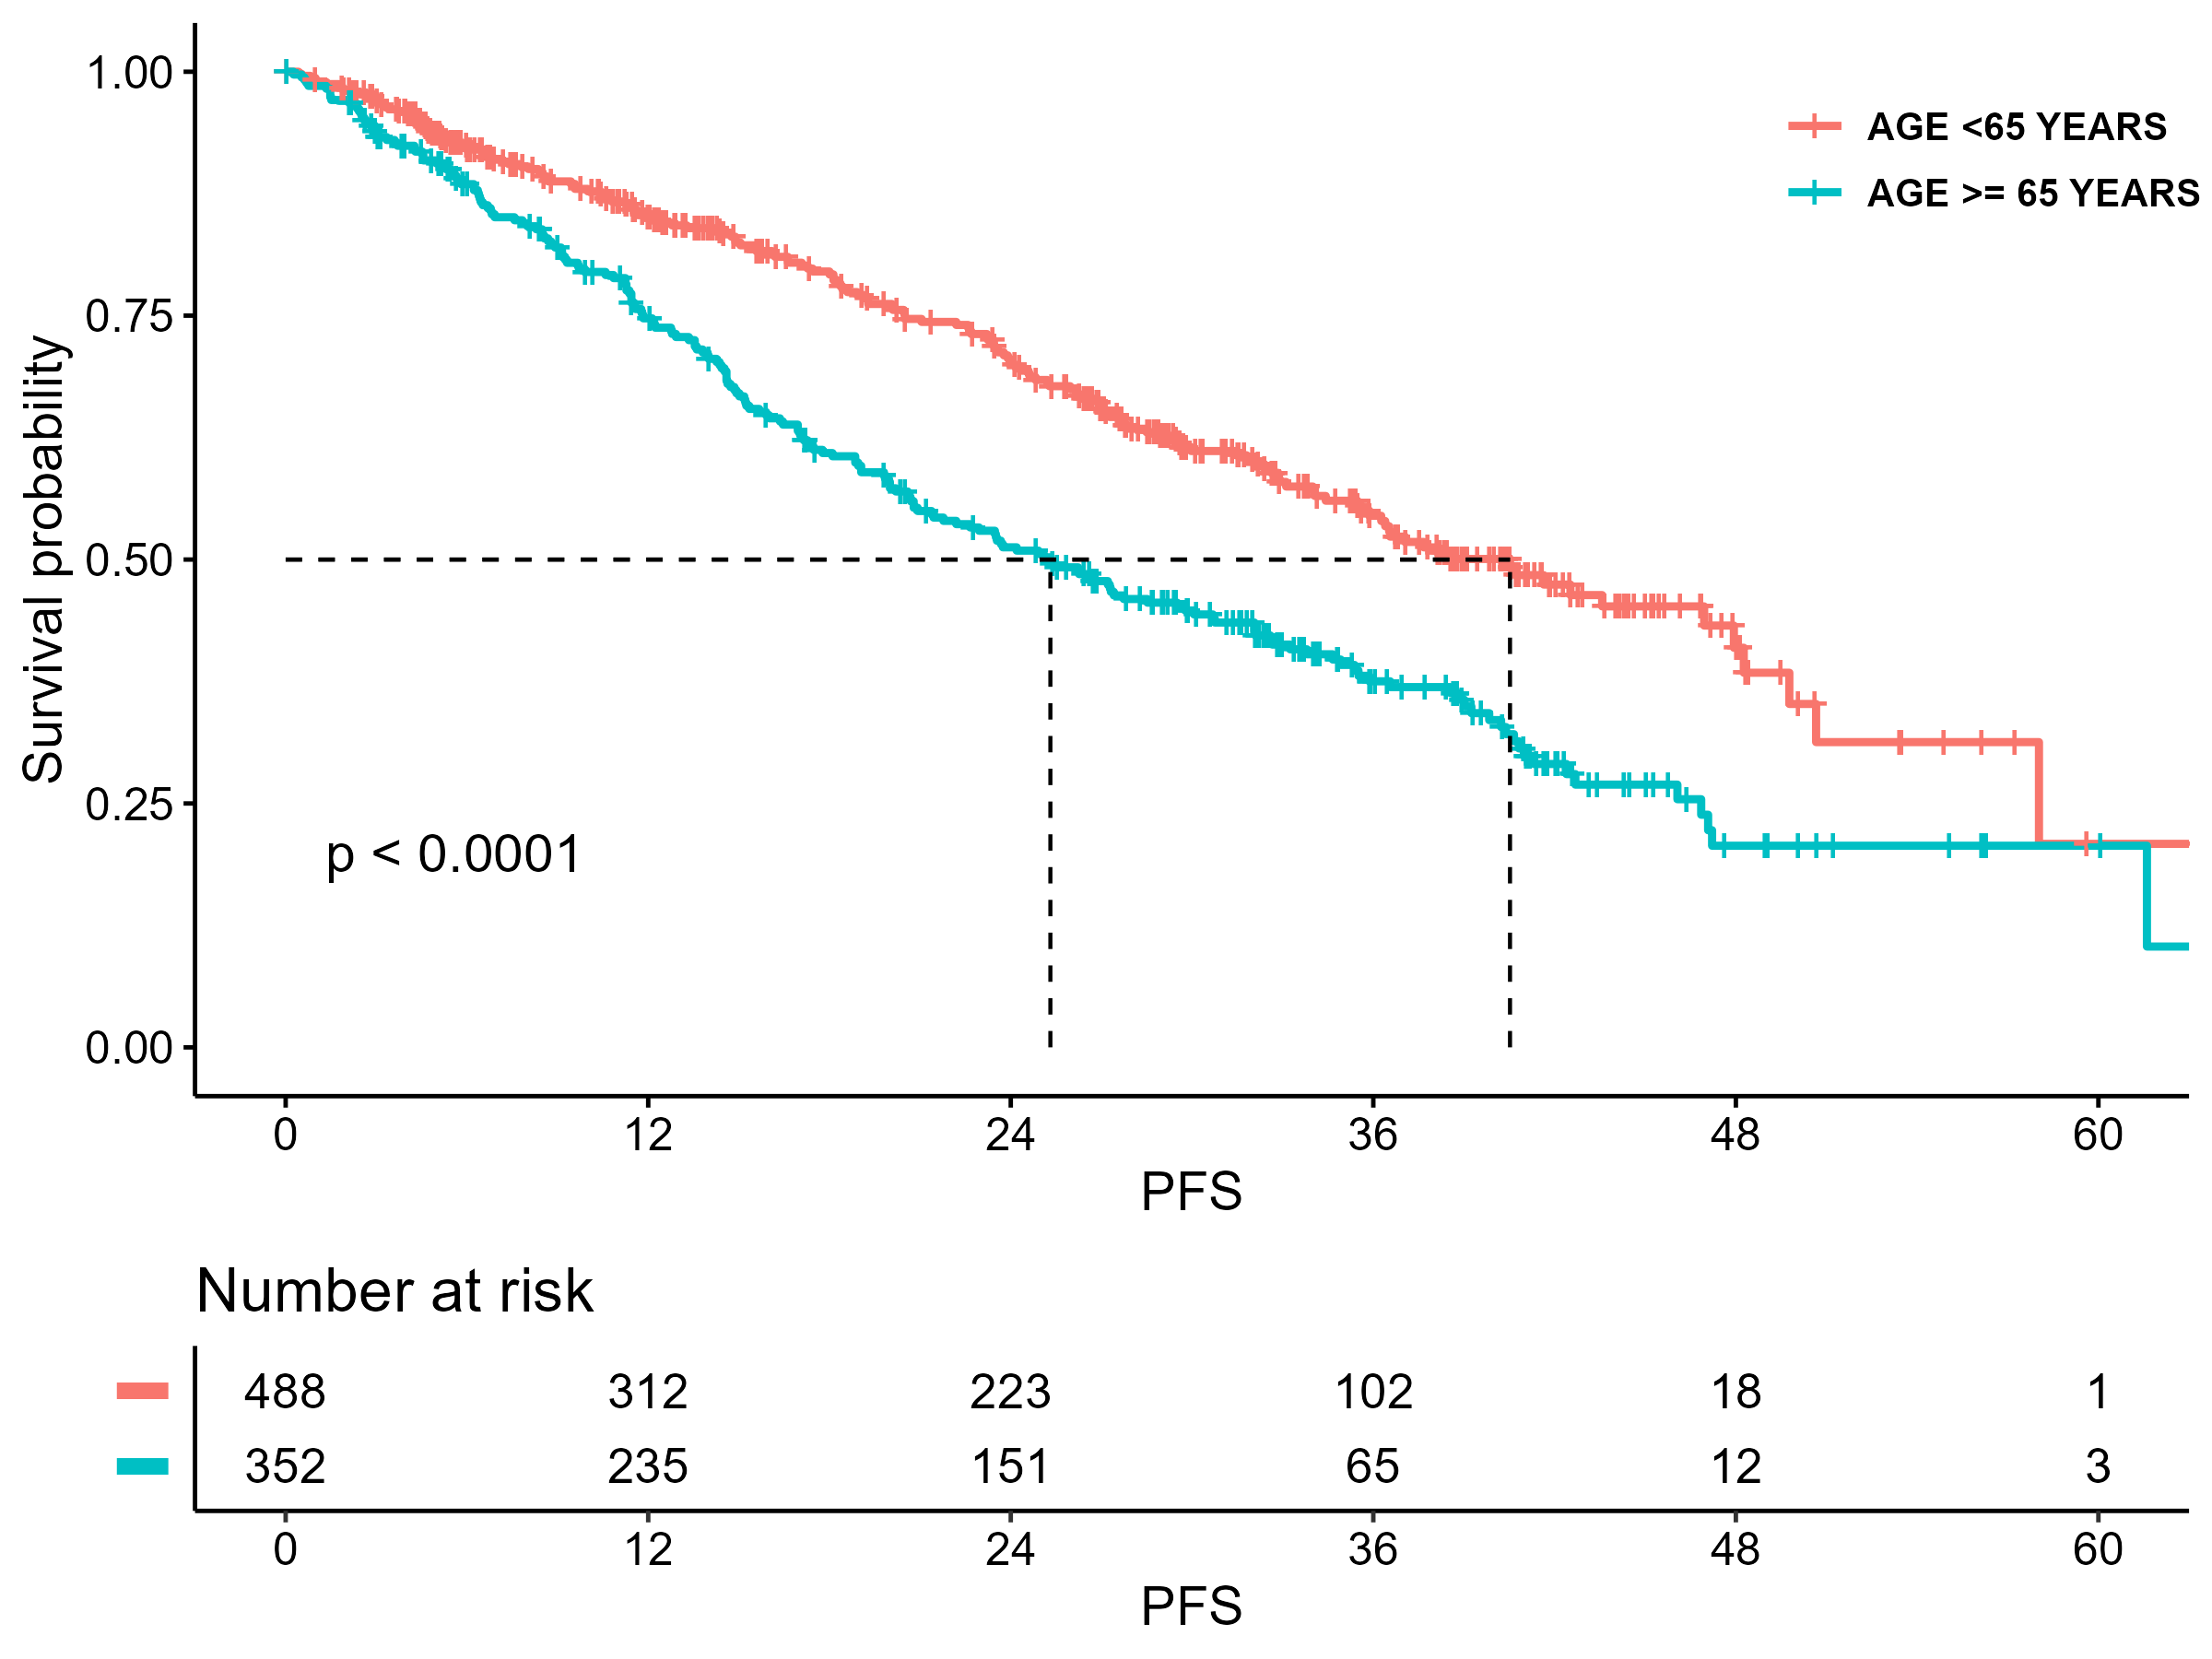 1.00
0.75
0.50
0.25
0.00
Survival probability
AGE <65 YEARS
AGE >= 65 YEARS
p < 0.0001
0 12 24 36 48 60
PFS
Number at risk
488 312 223 102 18 1
352 235 151 65 12 3
0 12 24 36 48 60
PFS